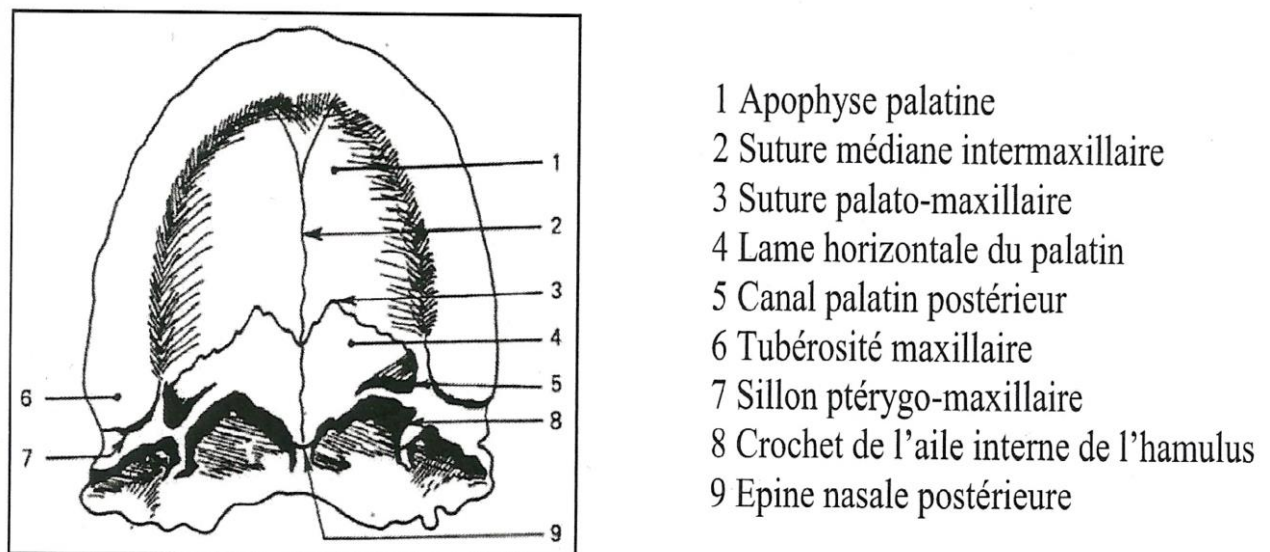 1
2
3
4
5
6
7
8
9
1 Apophyse palatine
2 Suture médiane intermaxillaire
3 Suture palato-maxillaire
4 Lame horizontale du palatin
5 Canal palatin postérieur
6 Tubérosité maxillaire
7 Sillon ptérygo-maxillaire
8 Crochet de l'aile interne de l'hamulus
9 Epine nasale postérieure